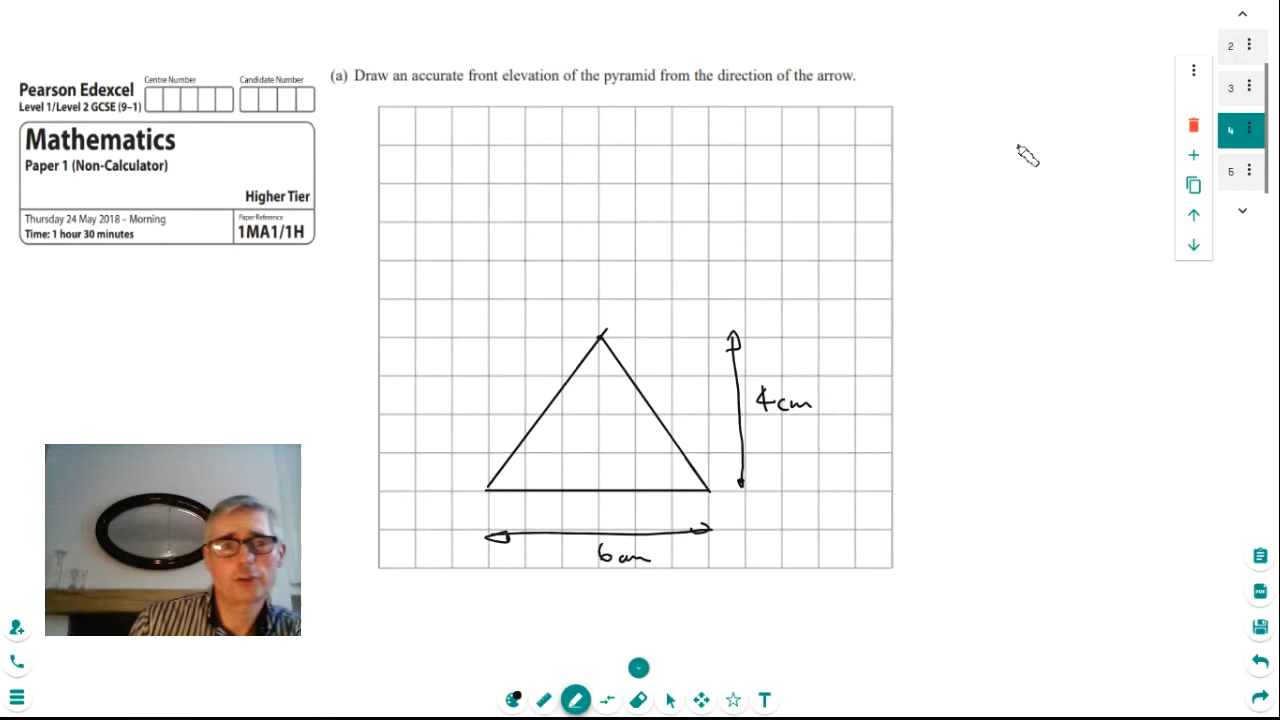 (a) Draw an accurate front elevation of the pyramid from the direction of the arrow.
Pearson Edexcel
Level 1/Level 2 GCSE (9–1)
Centre Number
Candidate Number
Mathematics
Paper 1 (Non-Calculator)
Higher Tier
Thursday 24 May 2018 – Morning
Time: 1 hour 30 minutes
Paper Reference
1MA1/1H
4cm
6cm
2
3
4
5
PDF
T